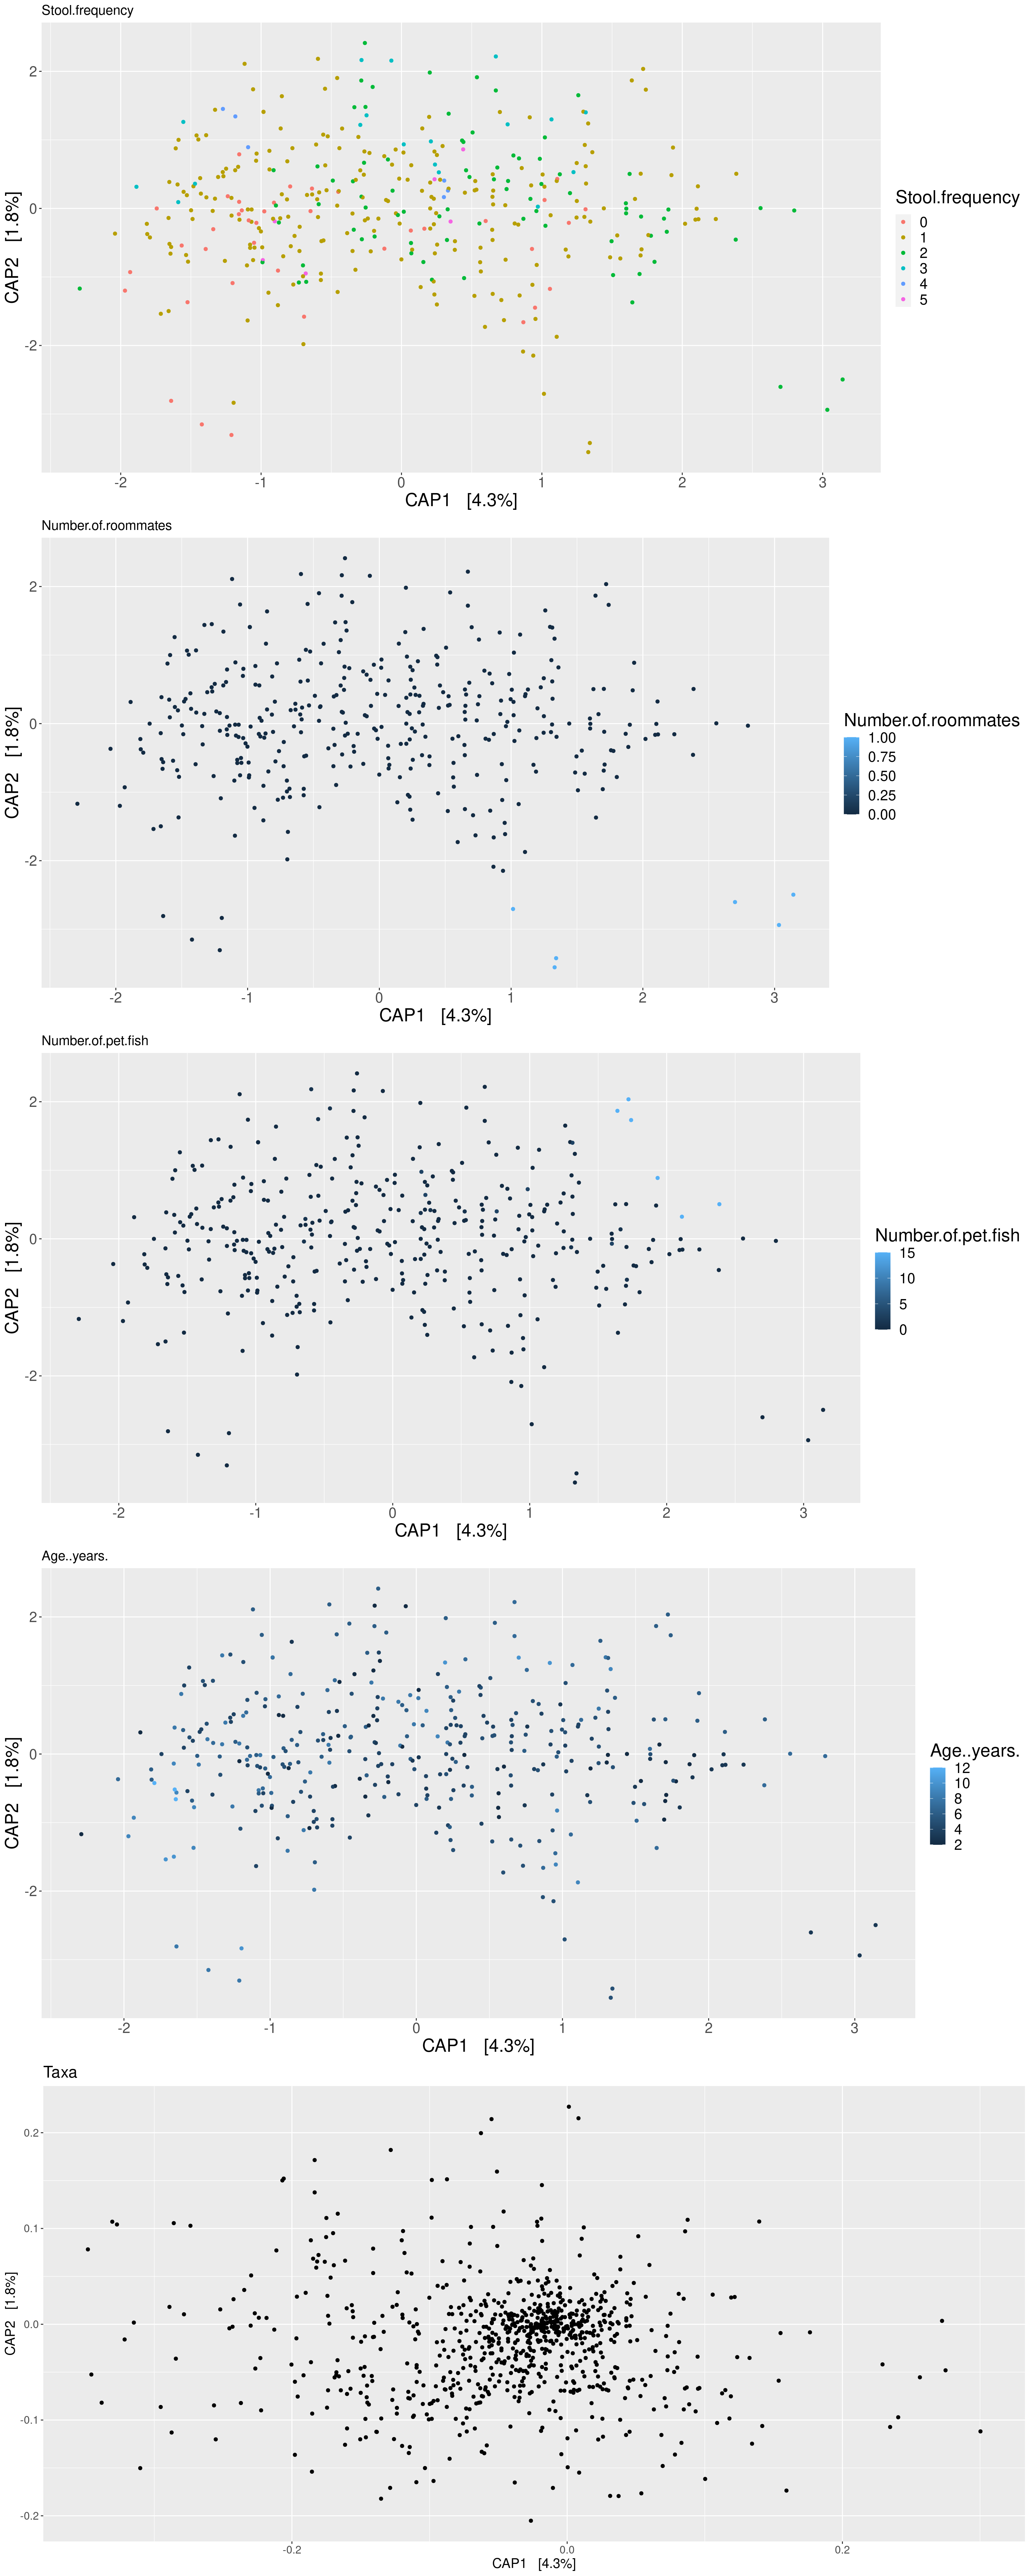 Stool.frequency
2
0
-2
CAP2 [1.8%]
-2 -1 0 1 2 3
CAP1 [4.3%]
Stool.frequency
0
1
2
3
4
5
Number.of.roommates
2
0
-2
CAP2 [1.8%]
-2 -1 0 1 2 3
CAP1 [4.3%]
Number.of.roommates
1.00
0.75
0.50
0.25
0.00
Number.of.pet.fish
2
0
-2
CAP2 [1.8%]
-2 -1 0 1 2 3
CAP1 [4.3%]
Number.of.pet.fish
15
10
5
0
Age..years.
2
0
-2
CAP2 [1.8%]
-2 -1 0 1 2 3
CAP1 [4.3%]
Age..years.
12
10
8
6
4
2
Taxa
0.2
0.1
0.0
-0.1
-0.2
CAP2 [1.8%]
-0.2 0.0 0.2
CAP1 [4.3%]